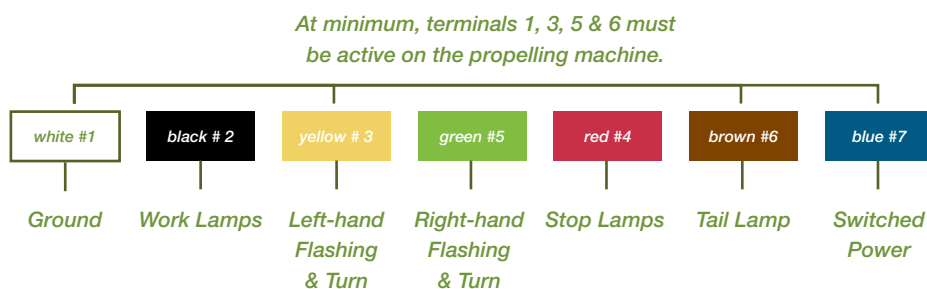 At minimum, terminals 1, 3, 5 & 6 must
be active on the propelling machine.
white #1
black # 2
yellow # 3
green #5
red #4
brown #6
blue #7
Ground
Work Lamps
Left-hand
Flashing
& Turn
Right-hand
Flashing
& Turn
Stop Lamps
Tail Lamp
Switched
Power